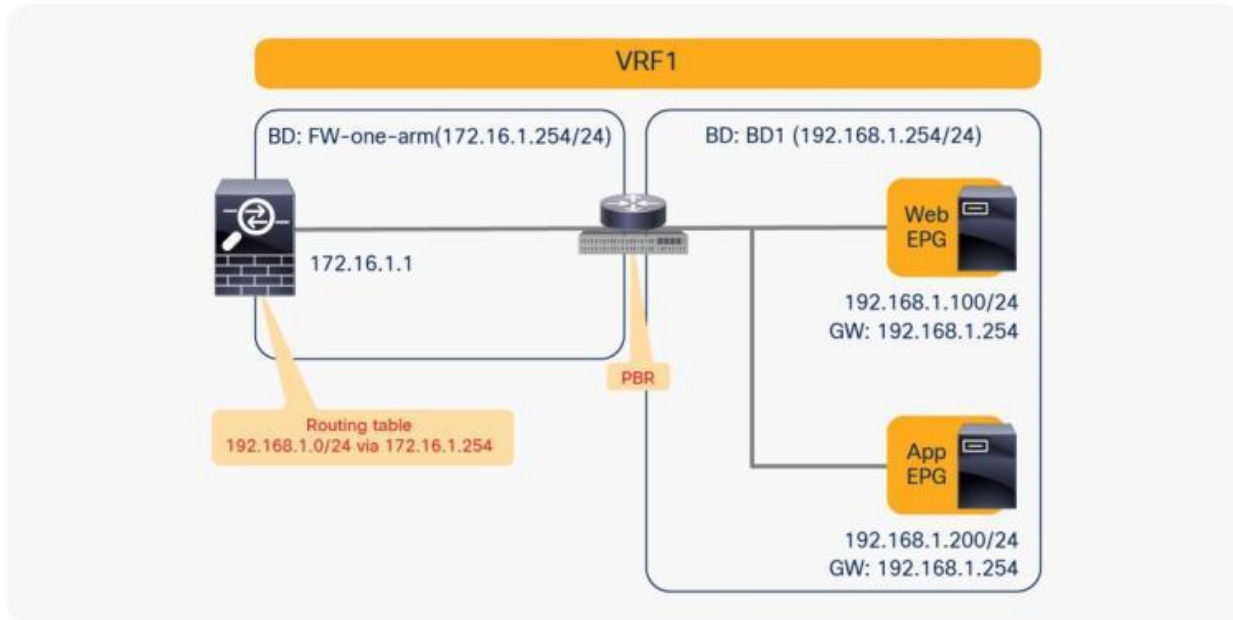 VRF1
BD: FW-one-arm(172.16.1.254/24)
BD: BD1 (192.168.1.254/24)
172.16.1.1
Web
EPG
192.168.1.100/24
GW: 192.168.1.254
PBR
Routing table
192.168.1.0/24 via 172.16.1.254
App
EPG
192.168.1.200/24
GW: 192.168.1.254